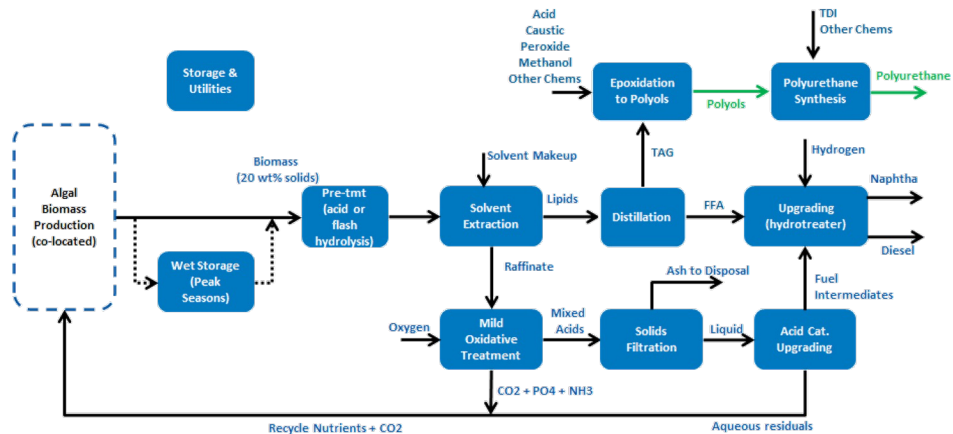 Acid
Caustic
Peroxide
Methanol
Other Chems
TDI
Other Chems
Storage &
Utilities
Epoxidation
to Polyols
Polyols
Polyurethane
Synthesis
Polyurethane
Solvent Makeup
TAG
Hydrogen
Biomass
(20 wt% solids)
Algal
Biomass
Production
(co-located)
Pre-tmt
(acid or
flash
hydrolysis)
Solvent
Extraction
Lipids
Distillation
FFA
Upgrading
(hydrotreater)
Naphtha
Diesel
Wet Storage
(Peak
Seasons)
Raffinate
Ash to Disposal
Fuel
Intermediates
Oxygen
Mild
Oxidative
Treatment
Mixed
Acids
Solids
Filtration
Liquid
Acid Cat.
Upgrading
CO2 + PO4 + NH3
Recycle Nutrients + CO2
Aqueous residuals